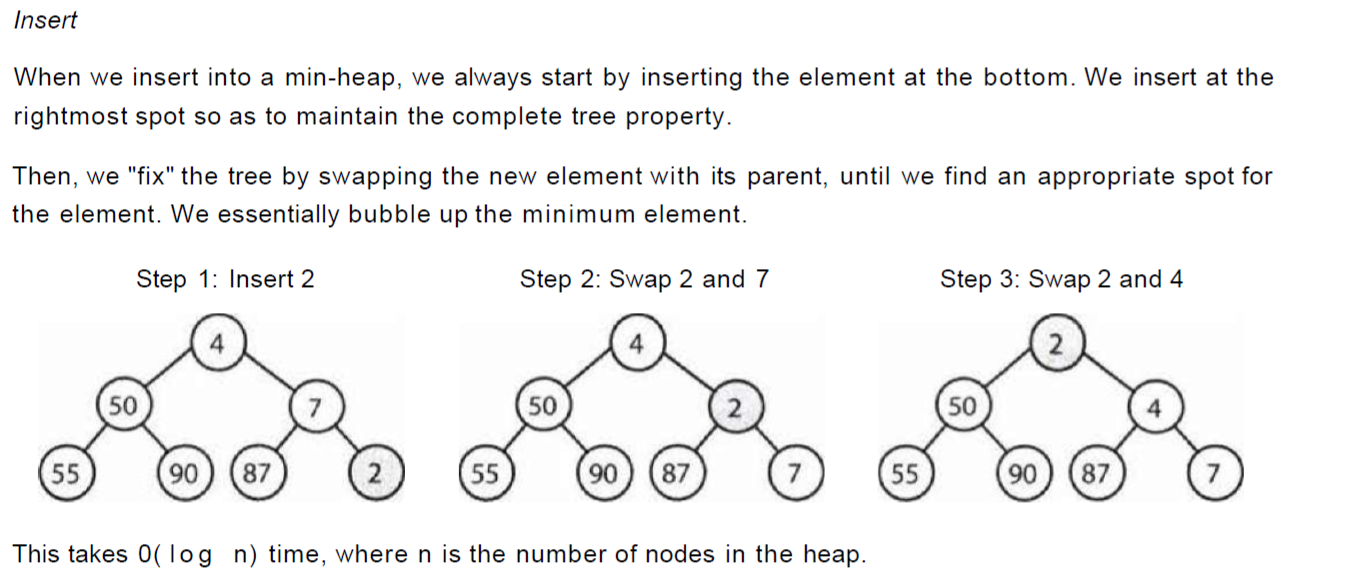 Insert
When we insert into a min-heap, we always start by inserting the element at the bottom. We insert at the
rightmost spot so as to maintain the complete tree property.
Then, we "fix" the tree by swapping the new element with its parent, until we find an appropriate spot for
the element. We essentially bubble up the minimum element.
Step 1: Insert 2
4
50 7
55 90 87 2
Step 2: Swap 2 and 7
4
50 2
55 90 87 7
Step 3: Swap 2 and 4
2
50 4
55 90 87 7
This takes 0( log n) time, where n is the number of nodes in the heap.